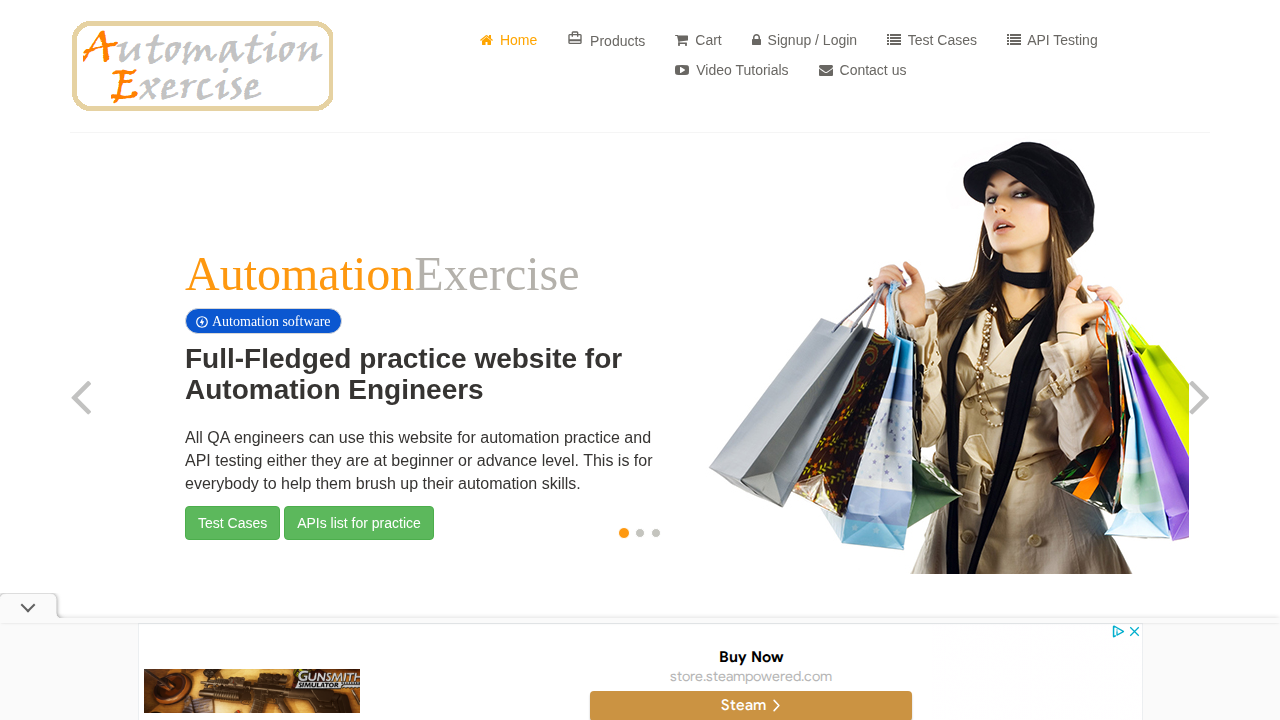 Automation
Exercise
Home
Products
Cart
Signup / Login
Test Cases
API Testing
Video Tutorials
Contact us
AutomationExercise
Automation software
Full-Fledged practice website for
Automation Engineers
All QA engineers can use this website for automation practice and
API testing either they are at beginner or advance level. This is for
everybody to help them brush up their automation skills.
Test Cases
APIs list for practice
GUNSMITH
SIMULATOR
Buy Now
store.steampowered.com
Steam